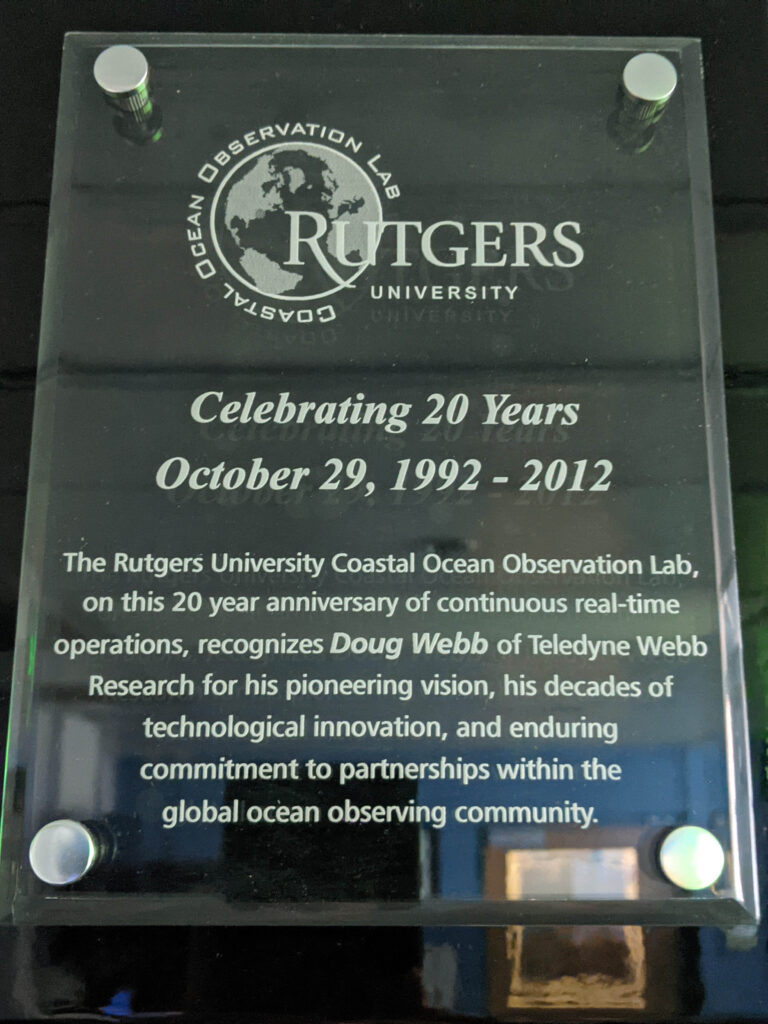 COASTAL OCEAN OBSERVATION LAB
RUTGERS
UNIVERSITY
Celebrating 20 Years
October 29, 1992 - 2012
The Rutgers University Coastal Ocean Observation Lab,
on this 20 year anniversary of continuous real-time
operations, recognizes Doug Webb of Teledyne Webb
Research for his pioneering vision, his decades of
technological innovation, and enduring
commitment to partnerships within the
global ocean observing community.